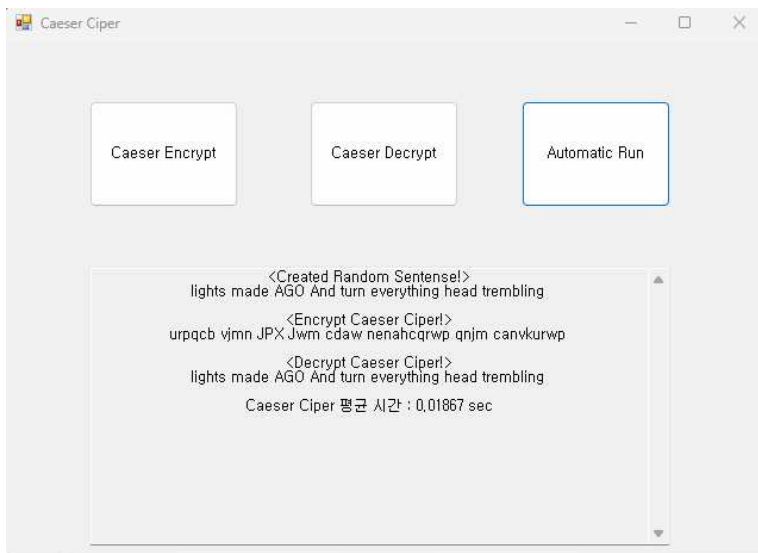 Caeser Ciper
Caeser Encrypt
Caeser Decrypt
Automatic Run
<Created Random Sentense!>
lights made AGO And turn everything head trembling
<Encrypt Caeser Ciper!>
urpqcb vjmn JPX Jwm cdaw nenahcqrwp qnjm canvkurwp
<Decrypt Caeser Ciper!>
lights made AGO And turn everything head trembling
Caeser Ciper 평균 시간 : 0,01867 sec